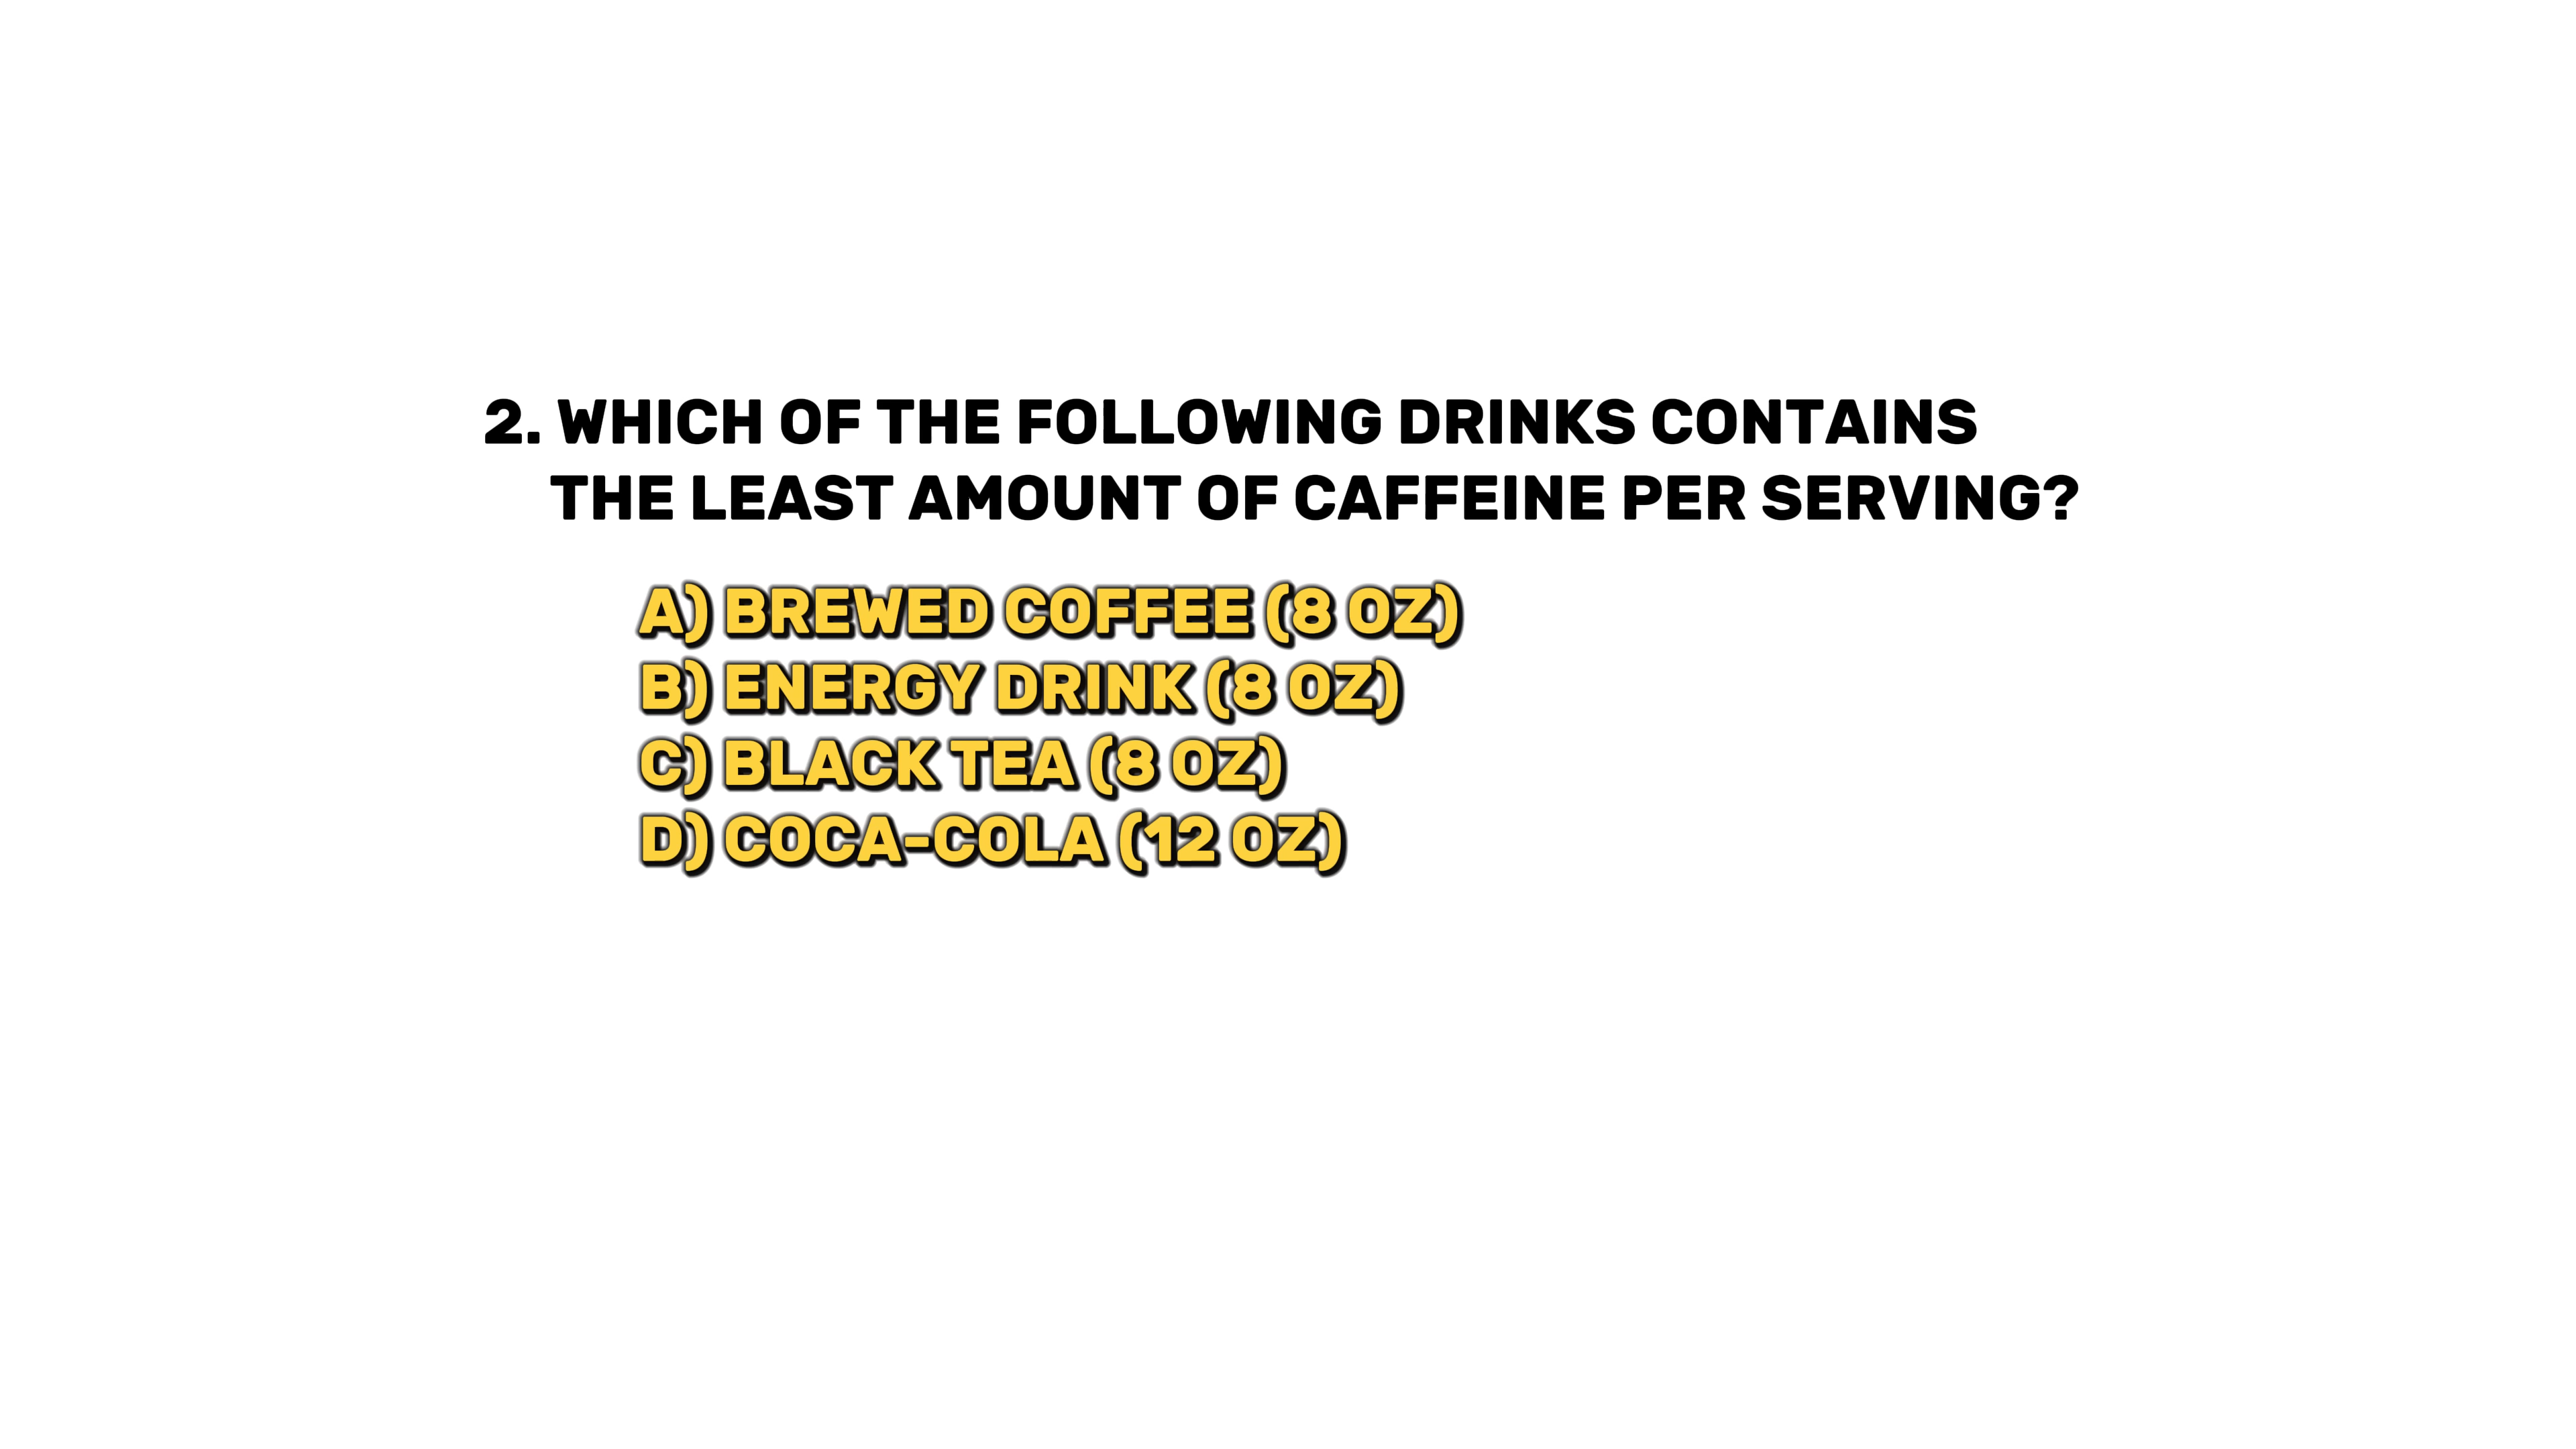 2. WHICH OF THE FOLLOWING DRINKS CONTAINS
THE LEAST AMOUNT OF CAFFEINE PER SERVING?
A) BREWED COFFEE (8 OZ)
B) ENERGY DRINK (8 OZ)
C) BLACK TEA (8 OZ)
D) COCA-COLA (12 OZ)